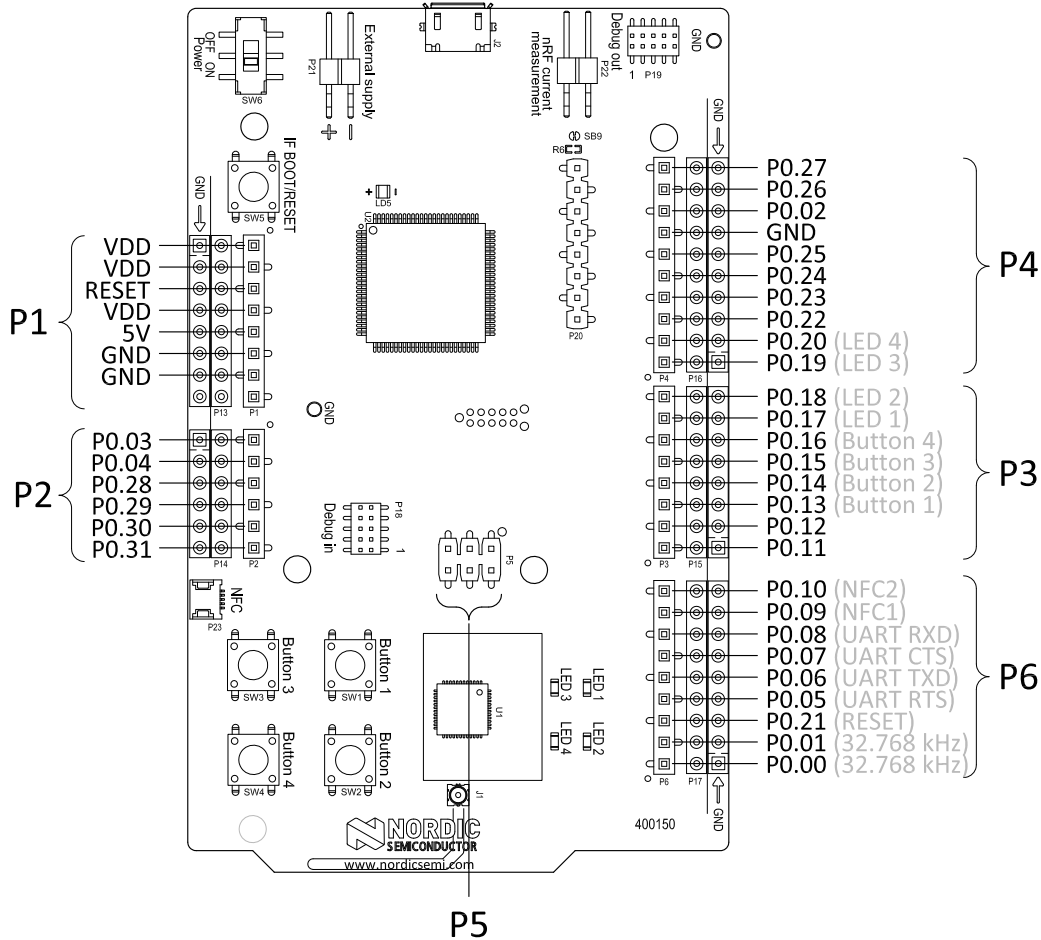 OFF ON
Power
SW6
P21
External supply
+ -
J2
nRF current
measurement
P22
Debug out
1 P19
GND
SB9
R6
IF BOOT/RESET
SW5
+ -
LD5
U2
P20
GND
GND
VDD
VDD
RESET
VDD
5V
GND
GND
P1
P13 P1
GND
P0.03
P0.04
P0.28
P0.29
P0.30
P0.31
P2
P14 P2
Debug in
P18
1
P5
NFC
P23
Button 3
SW3
Button 1
SW1
Button 4
SW4
Button 2
SW2
U1
LED 3
LED 1
LED 4
LED 2
J1
P0.27
P0.26
P0.02
GND
P0.25
P0.24
P0.23
P0.22
P0.20 (LED 4)
P0.19 (LED 3)
P4
P4 P16
P0.18 (LED 2)
P0.17 (LED 1)
P0.16 (Button 4)
P0.15 (Button 3)
P0.14 (Button 2)
P0.13 (Button 1)
P0.12
P0.11
P3
P3 P15
P0.10 (NFC2)
P0.09 (NFC1)
P0.08 (UART RXD)
P0.07 (UART CTS)
P0.06 (UART TXD)
P0.05 (UART RTS)
P0.21 (RESET)
P0.01 (32.768 kHz)
P0.00 (32.768 kHz)
P6
P6 P17
GND
400150
NORDIC
SEMICONDUCTOR
www.nordicsemi.com
P5